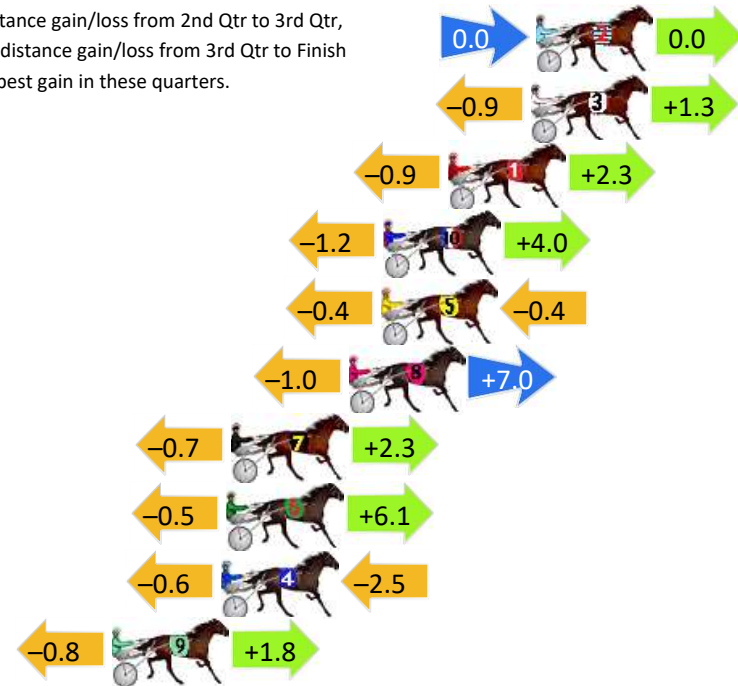 tance gain/loss from 2nd Qtr to 3rd Qtr,
distance gain/loss from 3rd Qtr to Finish
best gain in these quarters.
0.0 2 0.0
–0.9 3 +1.3
–0.9 1 +2.3
–1.2 10 +4.0
–0.4 5 –0.4
–1.0 8 +7.0
–0.7 7 +2.3
–0.5 6 +6.1
–0.6 4 –2.5
–0.8 9 +1.8